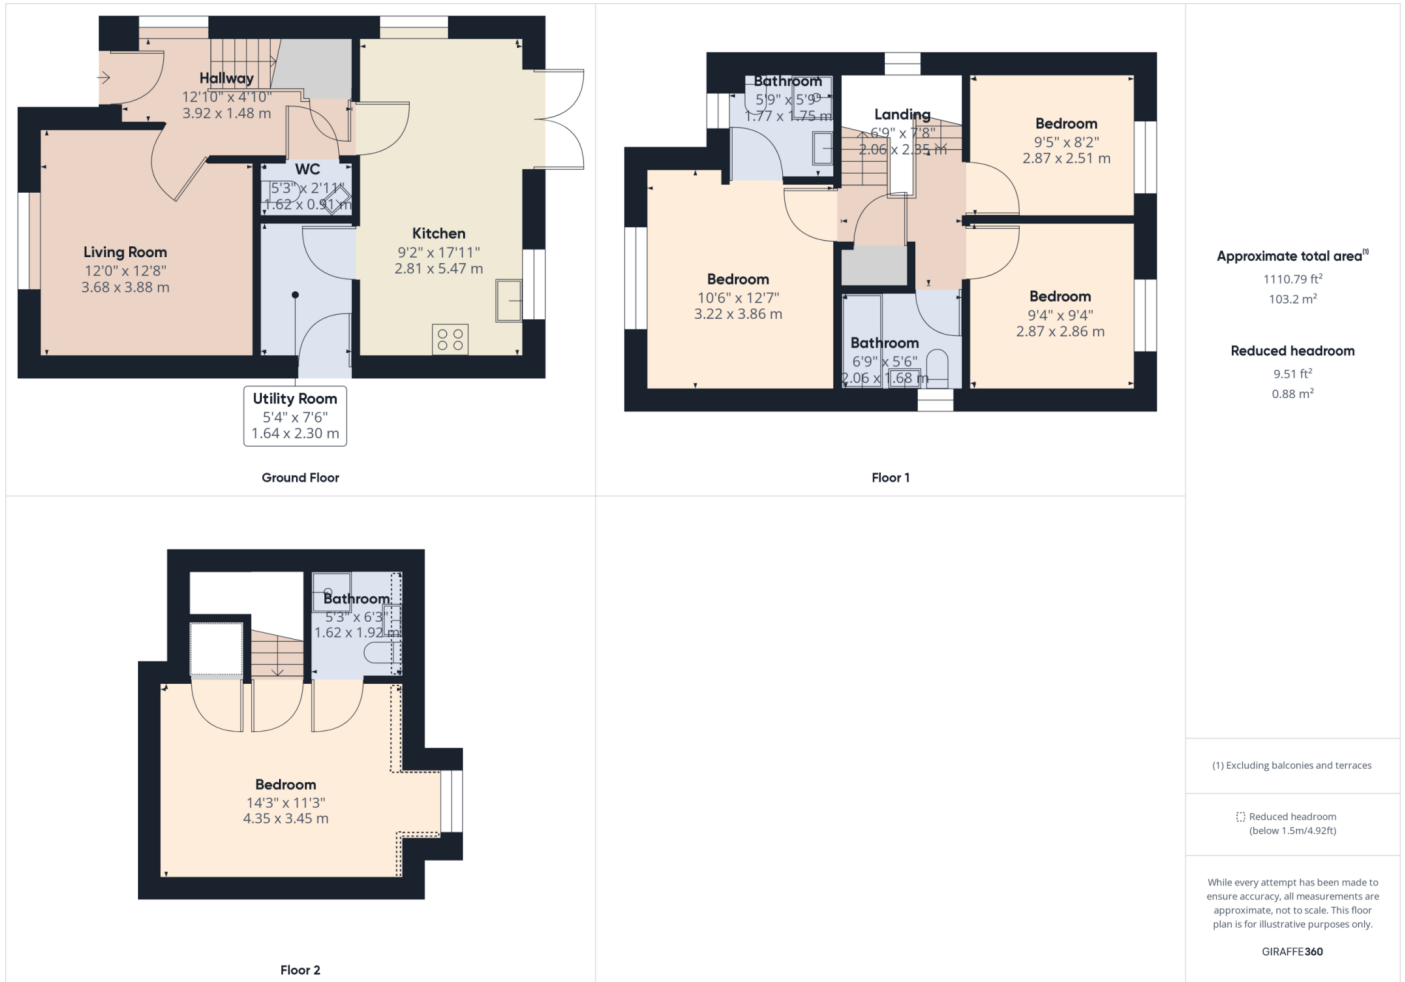 Hallway
12'10" x 4'10"
3.92 x 1.48 m
WC
5'3" x 2'11"
1.62 x 0.91 m
Living Room
12'0" x 12'8"
3.68 x 3.88 m
Kitchen
9'2" x 17'11"
2.81 x 5.47 m
Utility Room
5'4" x 7'6"
1.64 x 2.30 m
Ground Floor
Bathroom
5'9" x 5'9"
1.77 x 1.75 m
Landing
6'9" x 7'8"
2.06 x 2.35 m
Bedroom
9'5" x 8'2"
2.87 x 2.51 m
Bedroom
10'6" x 12'7"
3.22 x 3.86 m
Bedroom
9'4" x 9'4"
2.87 x 2.86 m
Bathroom
6'9" x 5'6"
2.06 x 1.68 m
Floor 1
Bathroom
5'3" x 6'3"
1.62 x 1.92 m
Bedroom
14'3" x 11'3"
4.35 x 3.45 m
Floor 2
Approximate total area(1)
1110.79 ft²
103.2 m²
Reduced headroom
9.51 ft²
0.88 m²
(1) Excluding balconies and terraces
Reduced headroom
(below 1.5m/4.92ft)
While every attempt has been made to
ensure accuracy, all measurements are
approximate, not to scale. This floor
plan is for illustrative purposes only.
GIRAFFE360